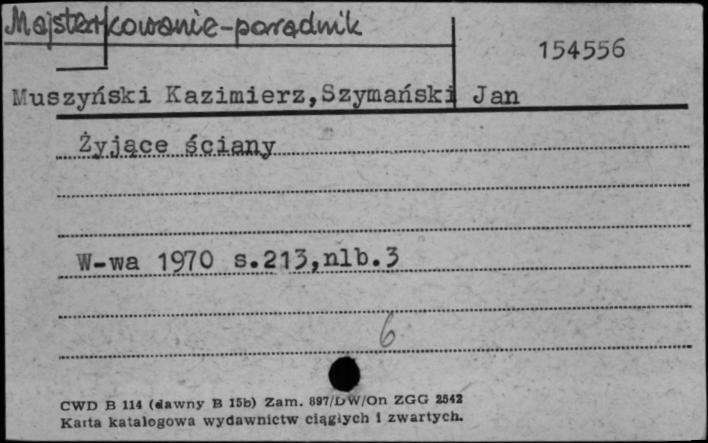 Majsterkowanie-poradnik
154556
Muszyński Kazimierz,Szymański Jan
Żyjące ściany
W-wa 1970 s.213,nlb.3
6
CWD B 114 (dawny B 15b) Zam. 897/DW/On ZGG 2542
Karta katalogowa wydawnictw ciągłych i zwartych.